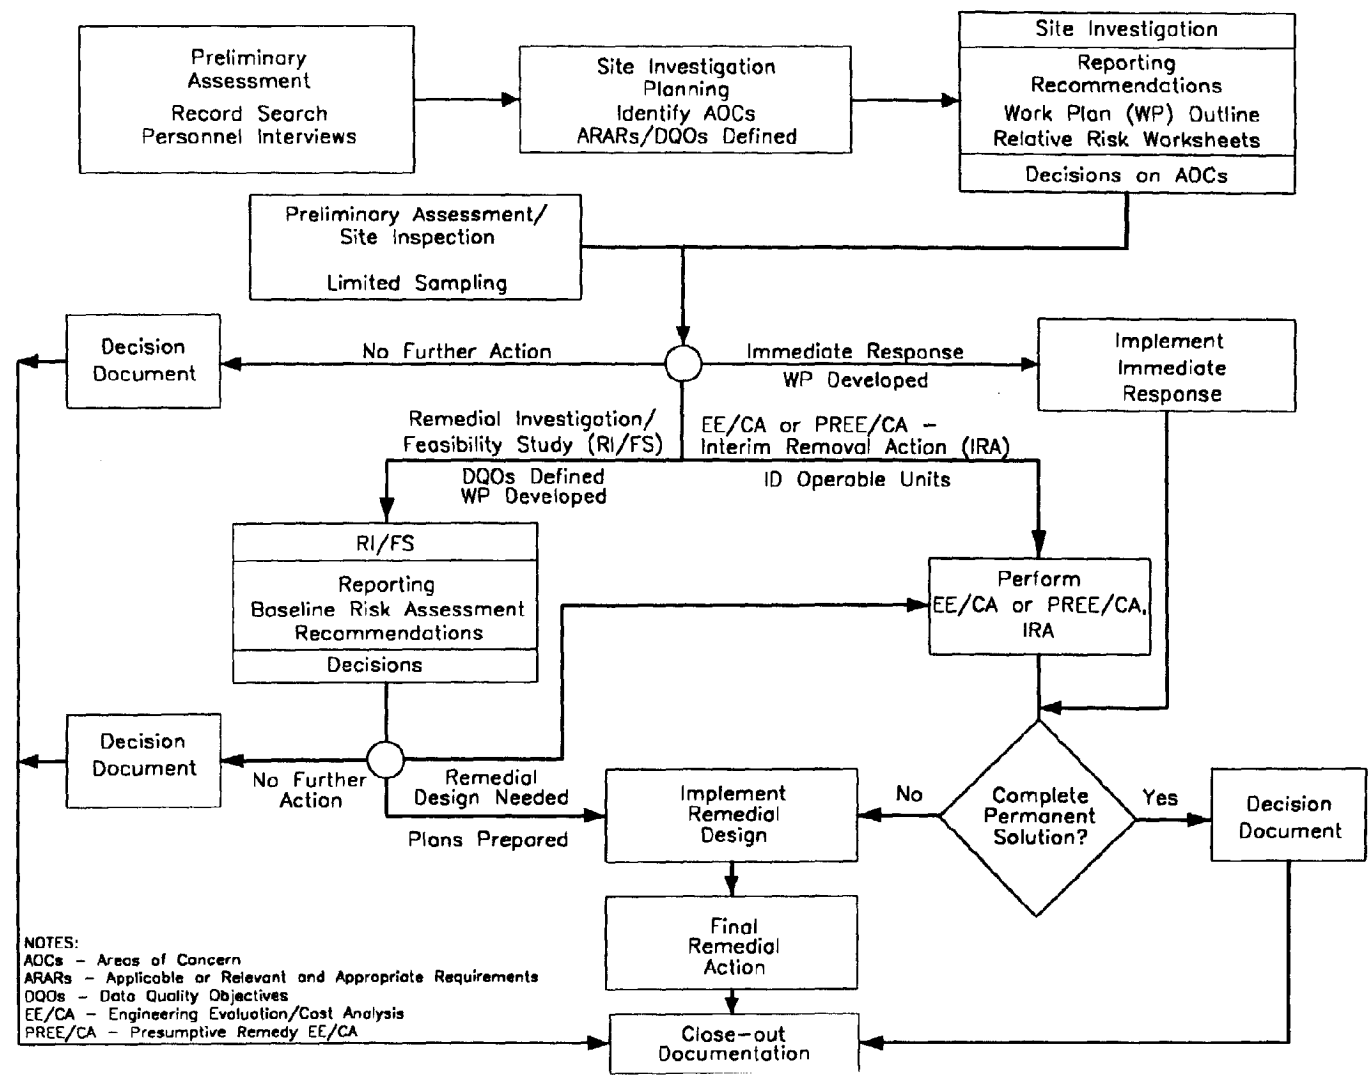 Preliminary
Assessment
Record Search
Personnel Interviews
Site Investigation
Planning
Identify AOCs
ARARs/DQOs Defined
Site Investigation
Reporting
Recommendations
Work Plan (WP) Outline
Relative Risk Worksheets
Decisions on AOCs
Preliminary Assessment/
Site Inspection
Limited Sampling
Decision
Document
No Further Action
Immediate Response
WP Developed
Implement
Immediate
Response
Remedial Investigation/
Feasibility Study (RI/FS)
DQOs Defined
WP Developed
EE/CA or PREE/CA –
Interim Removal Action (IRA)
ID Operable Units
RI/FS
Reporting
Baseline Risk Assessment
Recommendations
Decisions
Perform
EE/CA or PREE/CA,
IRA
Decision
Document
No Further
Action
Remedial
Design Needed
Plans Prepared
Implement
Remedial
Design
No
Complete
Permanent
Solution?
Yes
Decision
Document
Final
Remedial
Action
Close–out
Documentation
NOTES:
AOCs – Areas of Concern
ARARs – Applicable or Relevant and Appropriate Requirements
DQOs – Data Quality Objectives
EE/CA – Engineering Evaluation/Cost Analysis
PREE/CA – Presumptive Remedy EE/CA